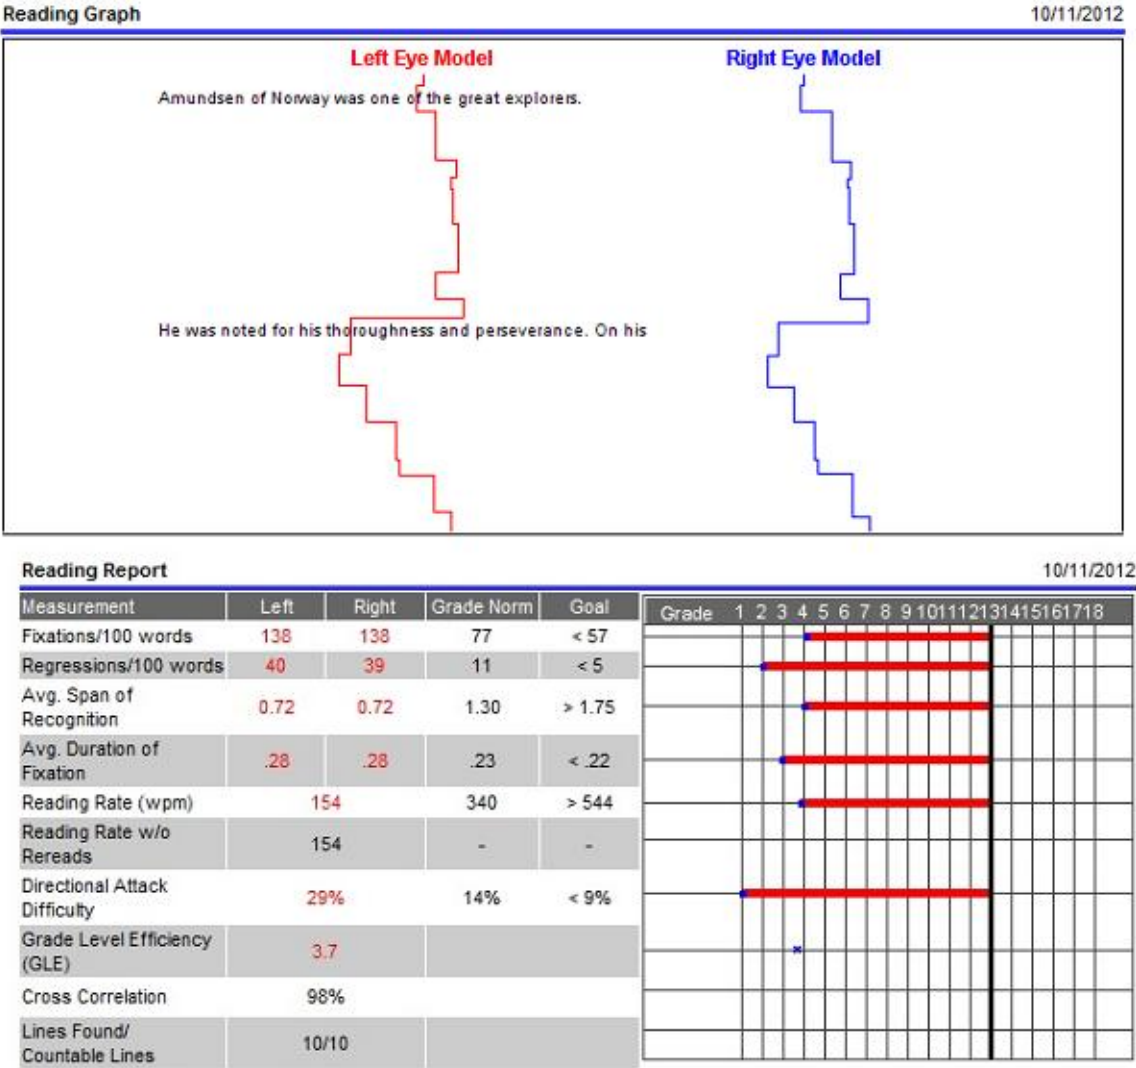 Reading Graph 10/11/2012
Left Eye Model Right Eye Model
Amundsen of Norway was one of the great explorers.
He was noted for his thoroughness and perseverance. On his
Reading Report 10/11/2012
Measurement Left Right Grade Norm Goal Grade 1 2 3 4 5 6 7 8 9 10 11 12 13 14 15 16 17 18
Fixations/100 words 138 138 77 < 57
Regressions/100 words 40 39 11 < 5
Avg. Span of
Recognition 0.72 0.72 1.30 > 1.75
Avg. Duration of
Fixation .28 .28 .23 < .22
Reading Rate (wpm) 154 340 > 544
Reading Rate w/o
Rereads 154 - -
Directional Attack
Difficulty 29% 14% < 9%
Grade Level Efficiency
(GLE) 3.7
Cross Correlation 98%
Lines Found/
Countable Lines 10/10